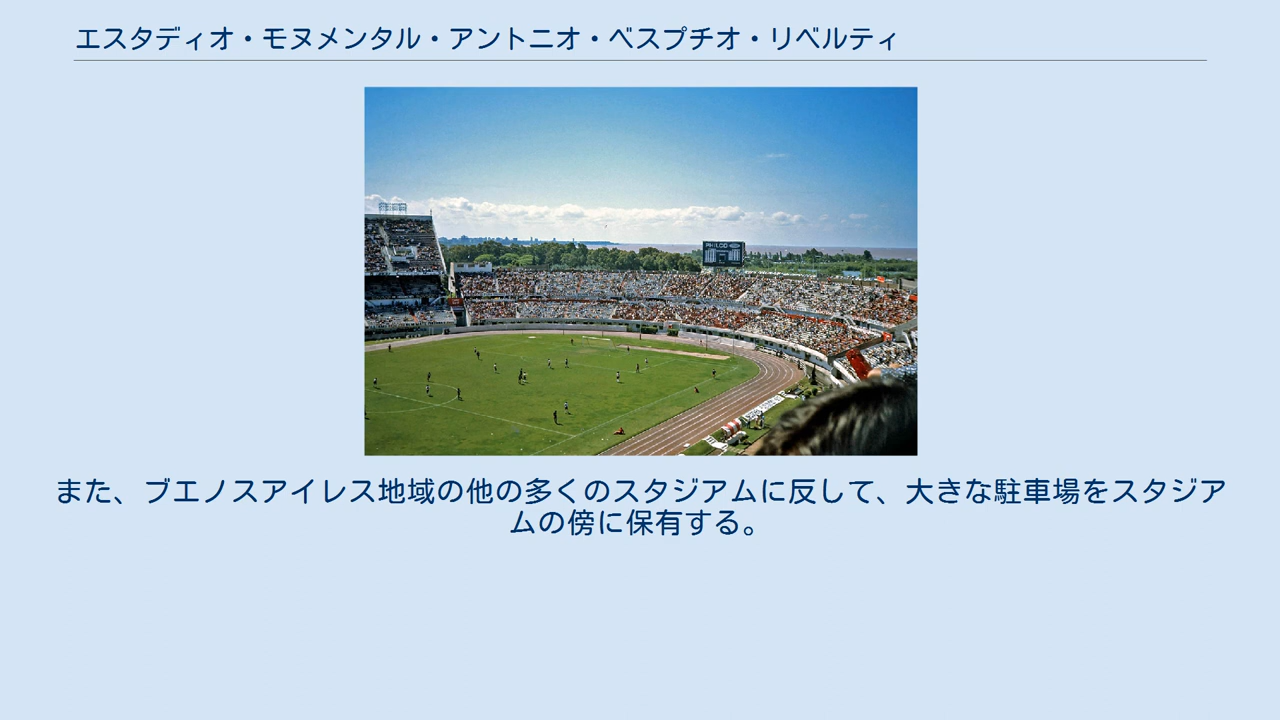 エスタディオ・モヌメンタル・アントニオ・ベスプチオ・リベルティ
PHILCO
また、ブエノスアイレス地域の他の多くのスタジアムに反して、大きな駐車場をスタジア
ムの傍に保有する。